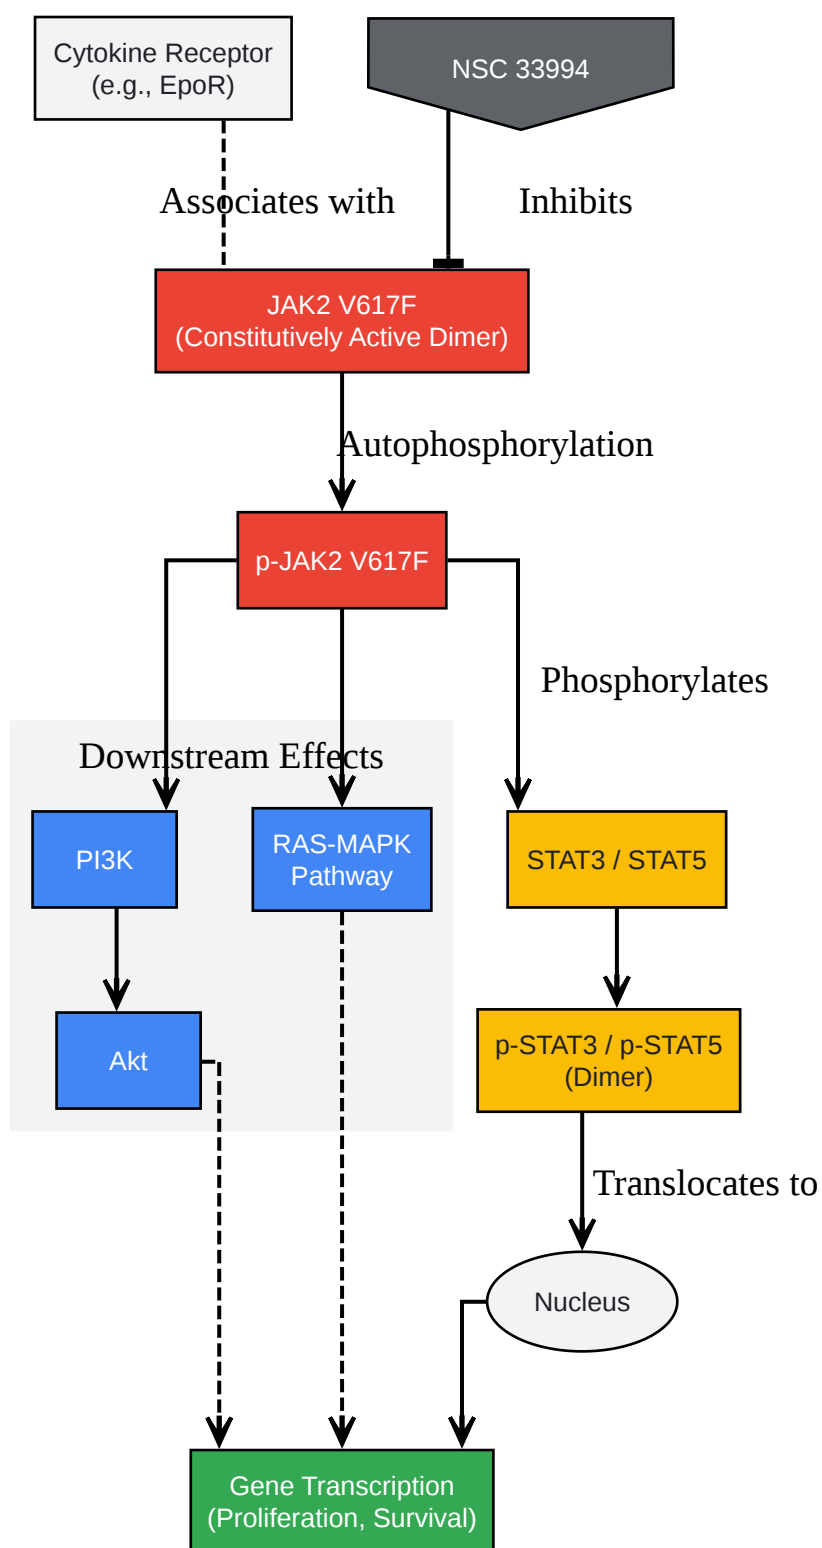 Cytokine Receptor
(e.g., EpoR)
NSC 33994
Associates with
Inhibits
JAK2 V617F
(Constitutively Active Dimer)
Autophosphorylation
p-JAK2 V617F
Phosphorylates
Downstream Effects
PI3K
RAS-MAPK
Pathway
STAT3 / STAT5
Akt
p-STAT3 / p-STAT5
(Dimer)
Translocates to
Nucleus
Gene Transcription
(Proliferation, Survival)